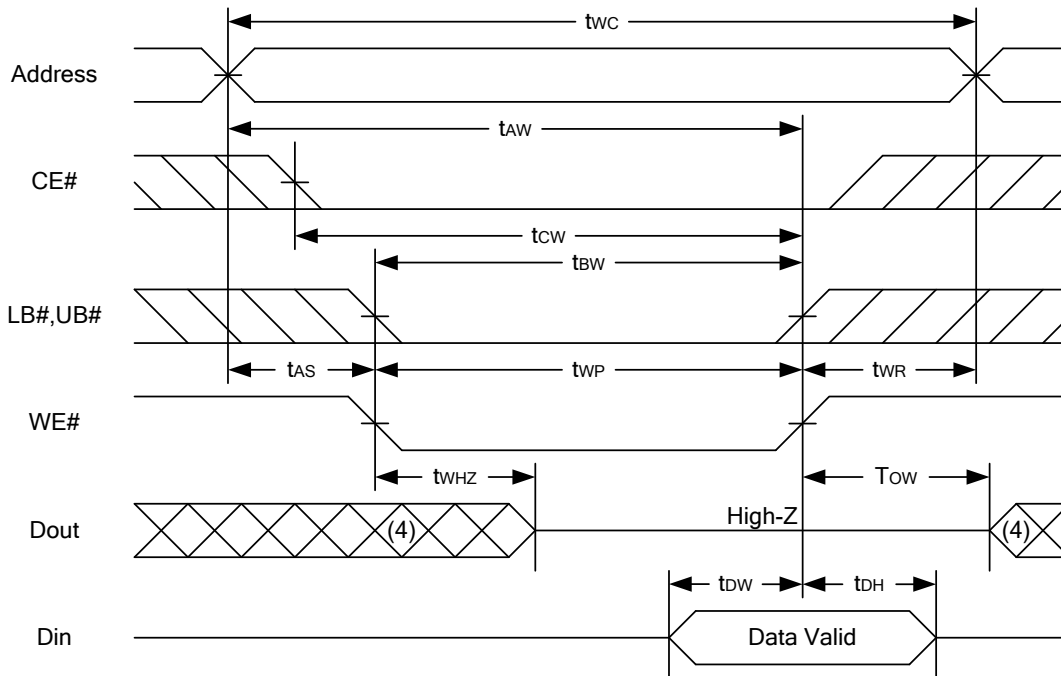 tWC
Address
tAW
CE#
tCW
tBW
LB#,UB#
tAS
tWP
tWR
WE#
tWHZ
TOW
Dout
(4)
High-Z
(4)
tDW
tDH
Din
Data Valid